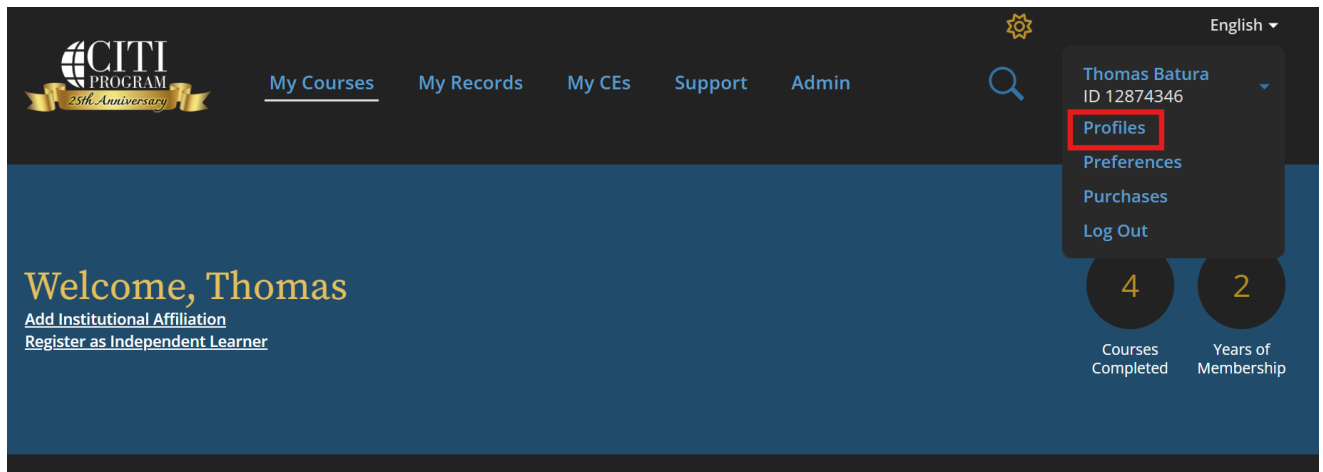 English
CITI
PROGRAM
25th Anniversary
My Courses My Records My CEs Support Admin
Thomas Batura
ID 12874346
Profiles
Preferences
Purchases
Log Out
Welcome, Thomas
Add Institutional Affiliation
Register as Independent Learner
4 2
Courses Completed
Years of Membership